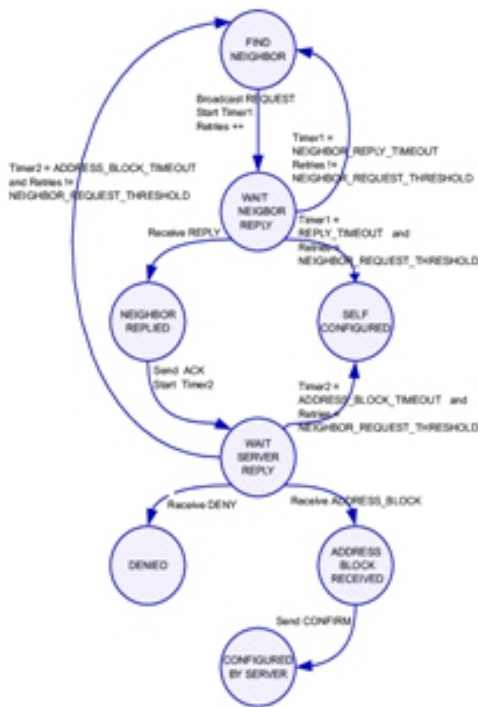 FIND
NEIGHBOR
Broadcast REQUEST
Start Timer1
Retries ++
Timer1 =
NEIGHBOR_REPLY_TIMEOUT
Retries !=
NEIGHBOR_REQUEST_THRESHOLD
Timer2 = ADDRESS_BLOCK_TIMEOUT
and Retries !=
NEIGHBOR_REQUEST_THRESHOLD
WAIT
NEIGBOR
REPLY
Receive REPLY
Timer1 =
REPLY_TIMEOUT and
Retries =
NEIGHBOR_REQUEST_THRESHOLD
NEIGHBOR
REPLIED
SELF
CONFIGURED
Send ACK
Start Timer2
Timer2 =
ADDRESS_BLOCK_TIMEOUT and
Retries =
NEIGHBOR_REQUEST_THRESHOLD
WAIT
SERVER
REPLY
Receive DENY
Receive ADDRESS_BLOCK
DENIED
ADDRESS
BLOCK
RECEIVED
Send CONFIRM
CONFIGURED
BY SERVER